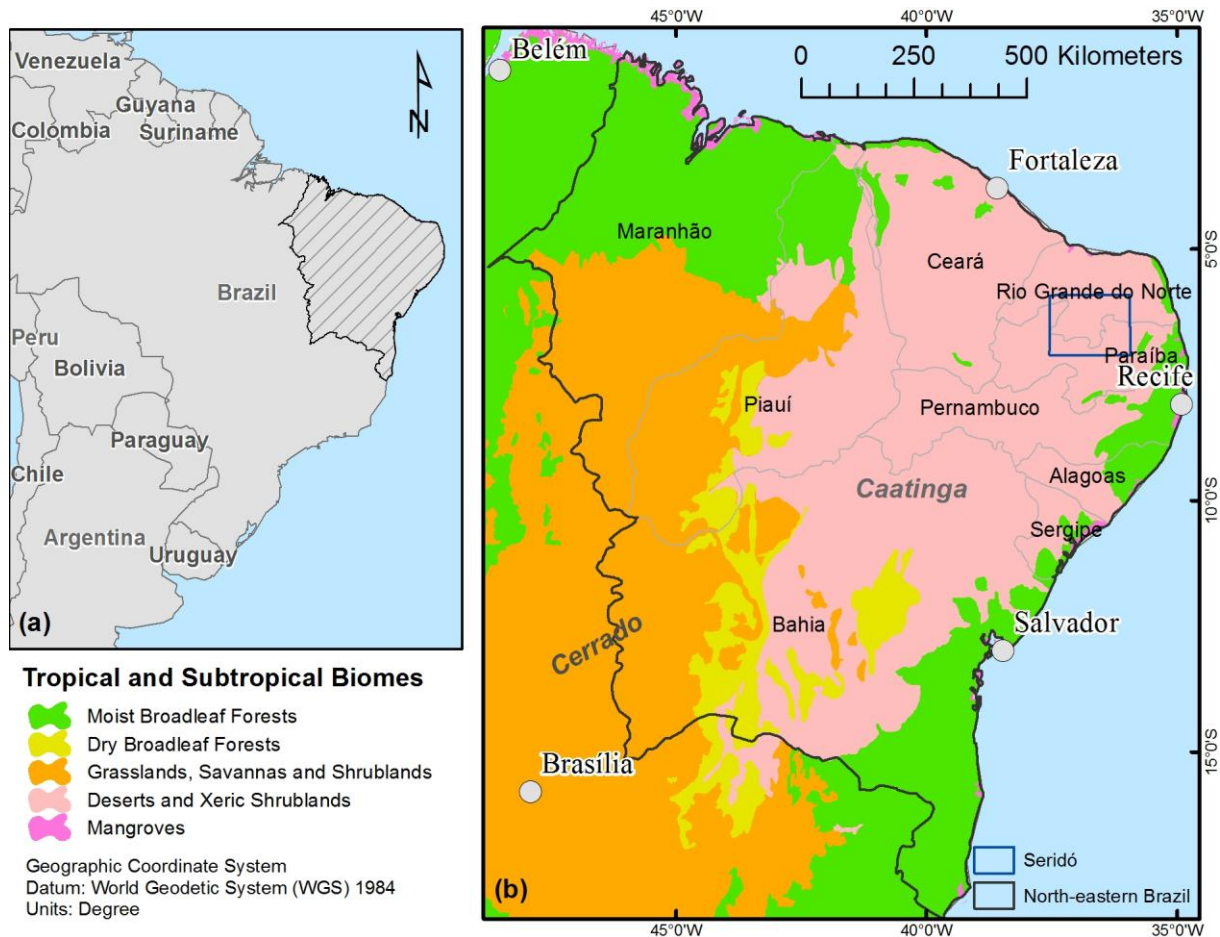 Venezuela
Guyana
Colombia
Suriname
Brazil
Peru
Bolivia
Paraguay
Chile
Argentina
Uruguay
N
(a)
Tropical and Subtropical Biomes
Moist Broadleaf Forests
Dry Broadleaf Forests
Grasslands, Savannas and Shrublands
Deserts and Xeric Shrublands
Mangroves
Geographic Coordinate System
Datum: World Geodetic System (WGS) 1984
Units: Degree
45°0'W 40°0'W 35°0'W
Belém
0 250 500 Kilometers
Fortaleza
Maranhão
5°0'S
Ceará
Rio Grande do Norte
Paraíba
Recife
Piauí
Pernambuco
Alagoas
Caatinga
10°0'S
Sergipe
Salvador
Bahia
Cerrado
15°0'S
Brasília
Seridó
North-eastern Brazil
(b)
45°0'W 40°0'W 35°0'W